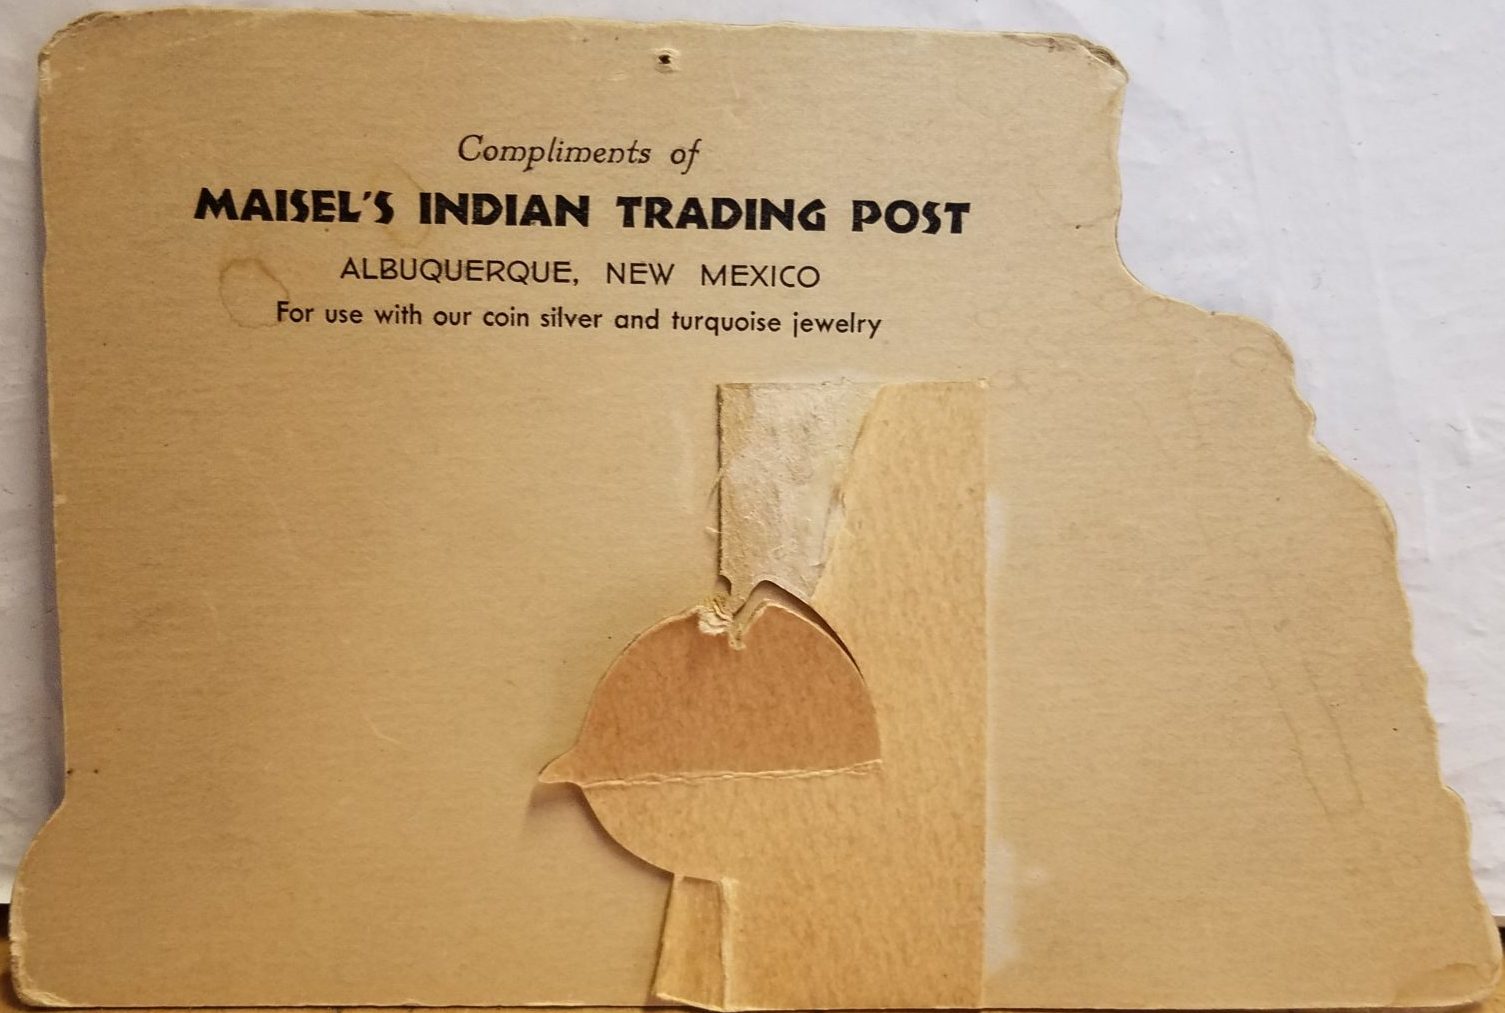 Compliments of
MAISEL'S INDIAN TRADING POST
ALBUQUERQUE, NEW MEXICO
For use with our coin silver and turquoise jewelry